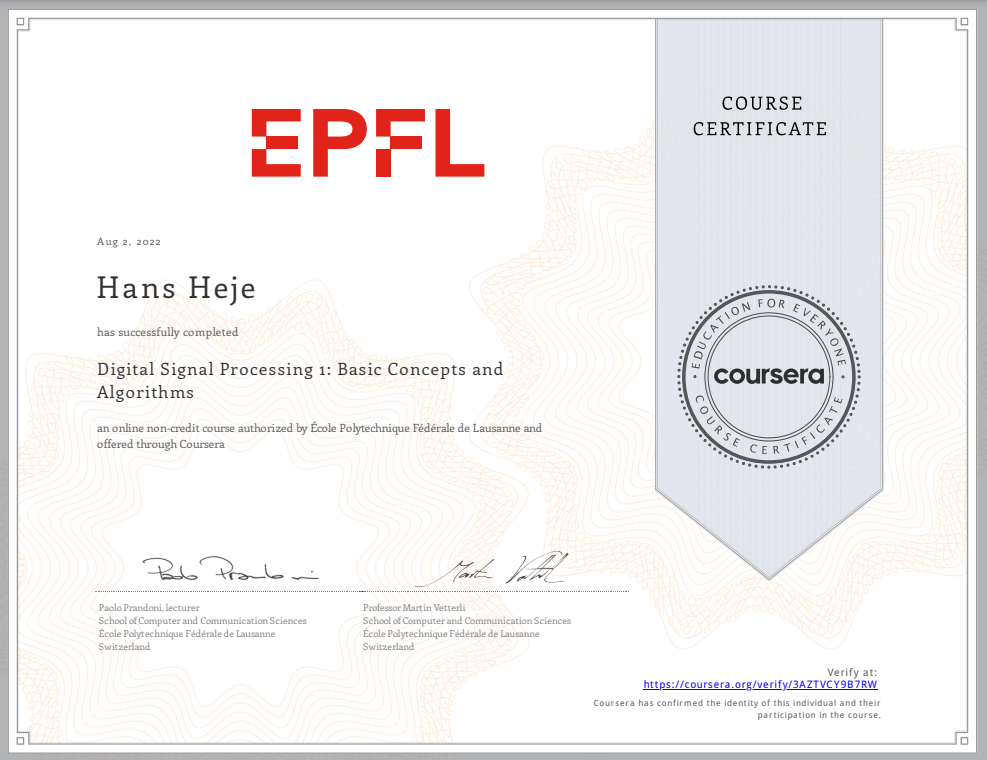 EPFL
COURSE
CERTIFICATE
Aug 2, 2022
Hans Heje
has successfully completed
Digital Signal Processing 1: Basic Concepts and
Algorithms
an online non-credit course authorized by École Polytechnique Fédérale de Lausanne and
offered through Coursera
EDUCATION FOR EVERYONE
coursera
COURSE CERTIFICATE
Paolo Prandoni
Martin Vetterli
Paolo Prandoni, lecturer
School of Computer and Communication Sciences
École Polytechnique Fédérale de Lausanne
Switzerland
Professor Martin Vetterli
School of Computer and Communication Sciences
École Polytechnique Fédérale de Lausanne
Switzerland
Verify at:
https://coursera.org/verify/3AZTVCY9B7RW
Coursera has confirmed the identity of this individual and their
participation in the course.